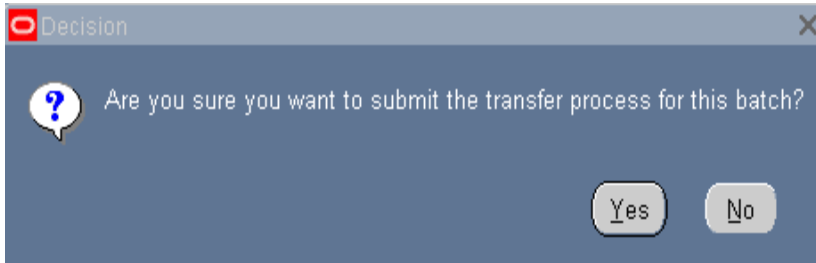 Decision
Are you sure you want to submit the transfer process for this batch?
Yes No